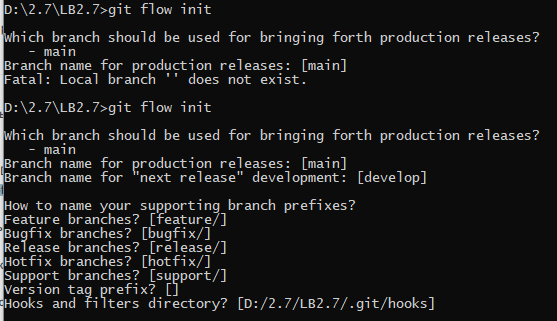 D:\2.7\LB2.7>git flow init
Which branch should be used for bringing forth production releases?
- main
Branch name for production releases: [main]
Fatal: Local branch '' does not exist.
D:\2.7\LB2.7>git flow init
Which branch should be used for bringing forth production releases?
- main
Branch name for production releases: [main]
Branch name for "next release" development: [develop]
How to name your supporting branch prefixes?
Feature branches? [feature/]
Bugfix branches? [bugfix/]
Release branches? [release/]
Hotfix branches? [hotfix/]
Support branches? [support/]
Version tag prefix? []
Hooks and filters directory? [D:/2.7/LB2.7/.git/hooks]